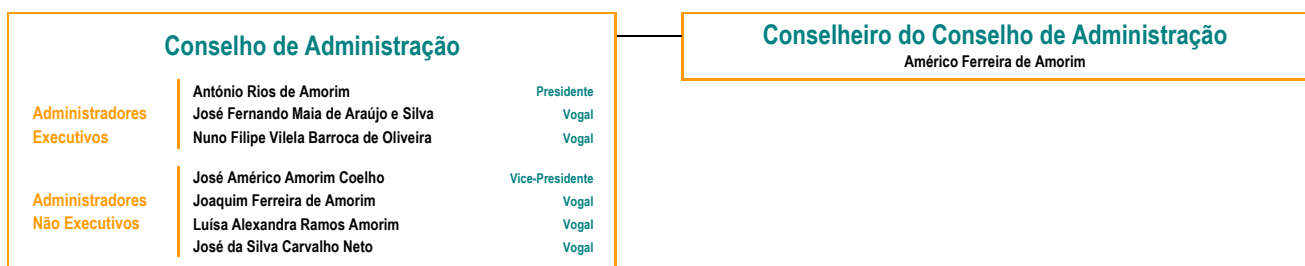 Conselho de Administração
Administradores
Executivos
António Rios de Amorim Presidente
José Fernando Maia de Araújo e Silva Vogal
Nuno Filipe Vilela Barroca de Oliveira Vogal
Administradores
Não Executivos
José Américo Amorim Coelho Vice-Presidente
Joaquim Ferreira de Amorim Vogal
Luísa Alexandra Ramos Amorim Vogal
José da Silva Carvalho Neto Vogal
Conselheiro do Conselho de Administração
Américo Ferreira de Amorim